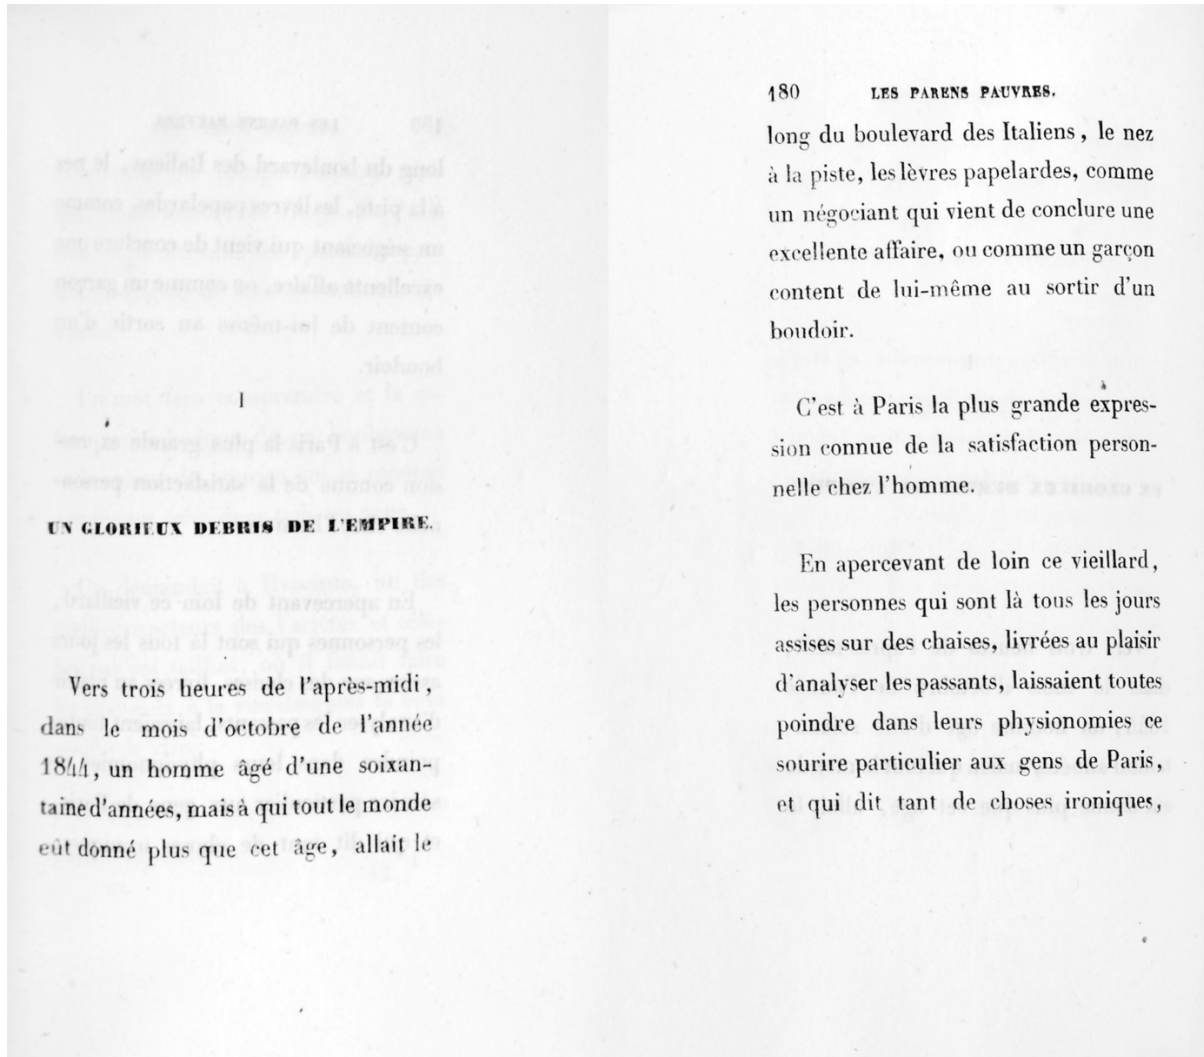 I
UN GLORIEUX DEBRIS DE L'EMPIRE.
Vers trois heures de l'après-midi,
dans le mois d'octobre de l'année
1844, un homme âgé d'une soixan-
taine d'années, mais à qui tout le monde
eût donné plus que cet âge, allait le
180 LES PARENS PAUVRES.
long du boulevard des Italiens, le nez
à la piste, les lèvres papelardes, comme
un négociant qui vient de conclure une
excellente affaire, ou comme un garçon
content de lui-même au sortir d'un
boudoir.
C'est à Paris la plus grande expres-
sion connue de la satisfaction person-
nelle chez l'homme.
En apercevant de loin ce vieillard,
les personnes qui sont là tous les jours
assises sur des chaises, livrées au plaisir
d'analyser les passants, laissaient toutes
poindre dans leurs physionomies ce
sourire particulier aux gens de Paris,
et qui dit tant de choses ironiques,